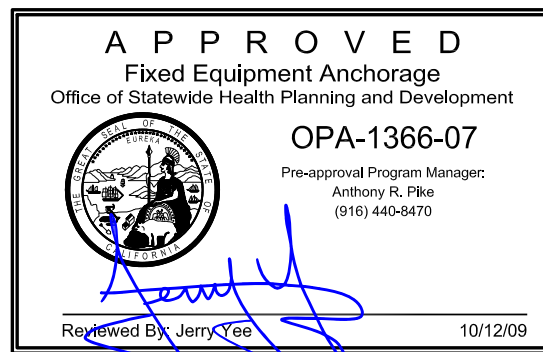 A P P R O V E D
Fixed Equipment Anchorage
Office of Statewide Health Planning and Development
THE GREAT SEAL OF THE STATE OF CALIFORNIA
EUREKA
OPA-1366-07
Pre-approval Program Manager:
Anthony R. Pike
(916) 440-8470
Reviewed By: Jerry Yee
10/12/09